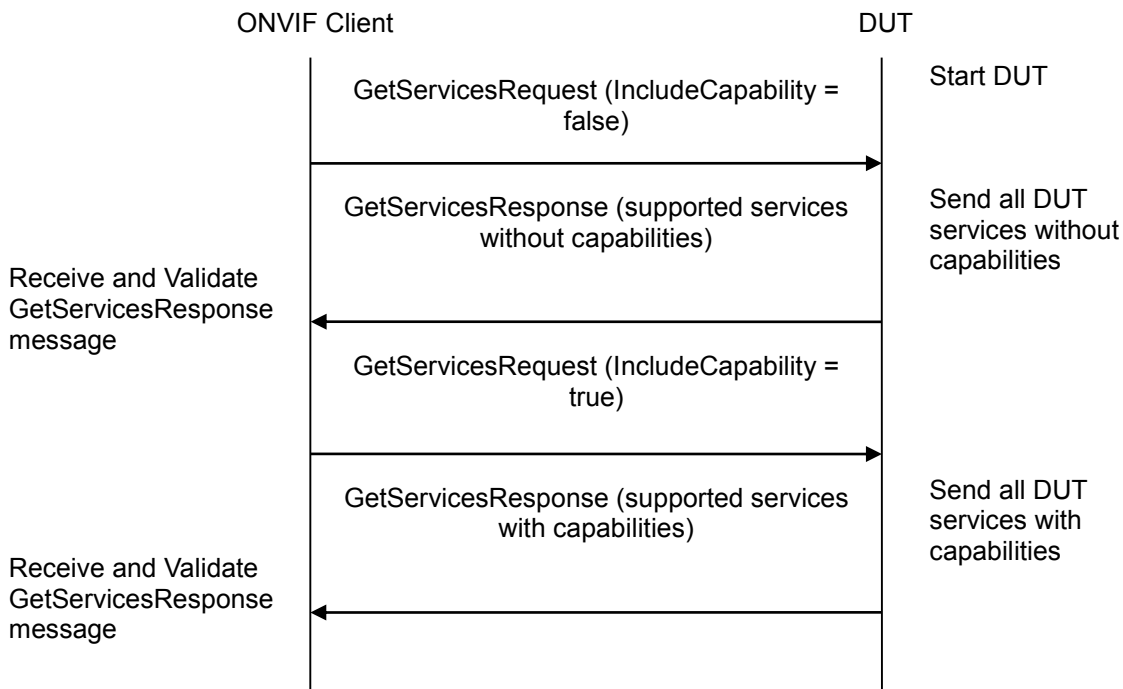 ONVIF Client
DUT
Start DUT
GetServicesRequest (IncludeCapability =
false)
GetServicesResponse (supported services
without capabilities)
Send all DUT
services without
capabilities
Receive and Validate
GetServicesResponse
message
GetServicesRequest (IncludeCapability =
true)
GetServicesResponse (supported services
with capabilities)
Send all DUT
services with
capabilities
Receive and Validate
GetServicesResponse
message